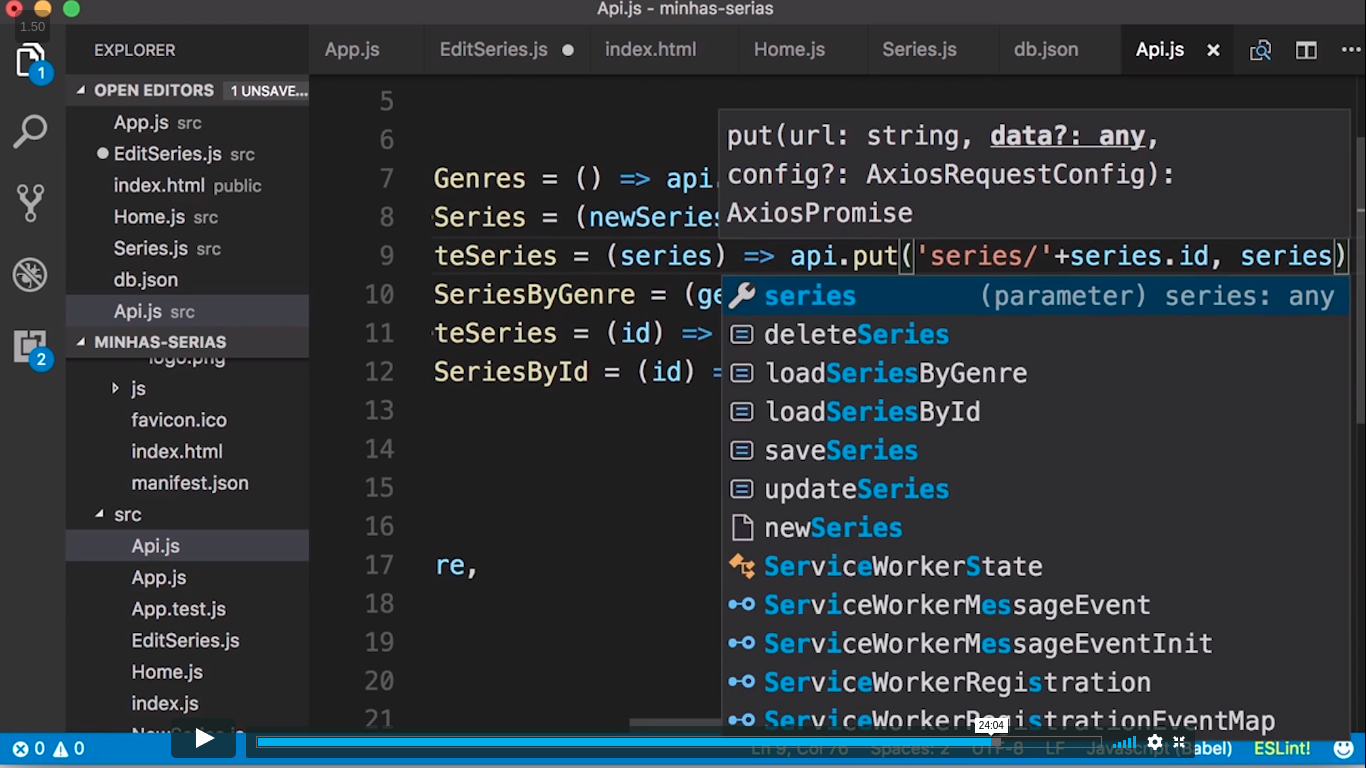 Api.js - minhas-serias
1.50
EXPLORER
App.js
EditSeries.js
index.html
Home.js
Series.js
db.json
Api.js
1
OPEN EDITORS
1 UNSAVE...
App.js src
EditSeries.js src
index.html public
Home.js src
Series.js src
db.json
Api.js src
2
MINHAS-SERIAS
logo.png
js
favicon.ico
index.html
manifest.json
src
Api.js
App.js
App.test.js
EditSeries.js
Home.js
index.js
5
6
7 Genres = () => api.
8 Series = (newSeries
9 teSeries = (series) => api.put('series/'+series.id, series)
10 SeriesByGenre = (ge
11 teSeries = (id) =>
12 SeriesById = (id) =
13
14
15
16
17 re,
18
19
20
21
put(url: string, data?: any,
config?: AxiosRequestConfig):
AxiosPromise
series (parameter) series: any
deleteSeries
loadSeriesByGenre
loadSeriesById
saveSeries
updateSeries
newSeries
ServiceWorkerState
ServiceWorkerMessageEvent
ServiceWorkerMessageEventInit
ServiceWorkerRegistration
ServiceWorkerRegistrationEventMap
24:04
0 0
Ln 9, Col 76 Spaces: 2 UTF-8 LF Javascript (Babel) ESLint!